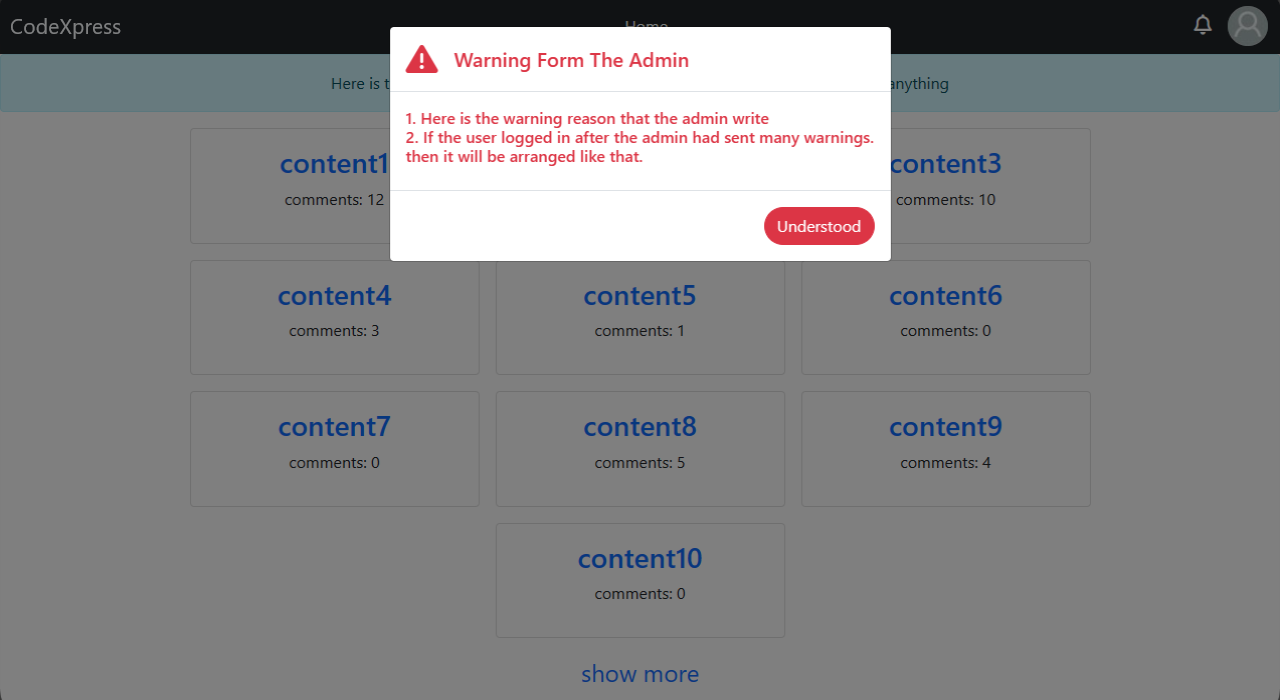 CodeXpress
Home
Warning Form The Admin
Here is
anything
1. Here is the warning reason that the admin write
2. If the user logged in after the admin had sent many warnings.
then it will be arranged like that.
Understood
content1
content3
comments: 12
comments: 10
content4
content5
content6
comments: 3
comments: 1
comments: 0
content7
content8
content9
comments: 0
comments: 5
comments: 4
content10
comments: 0
show more